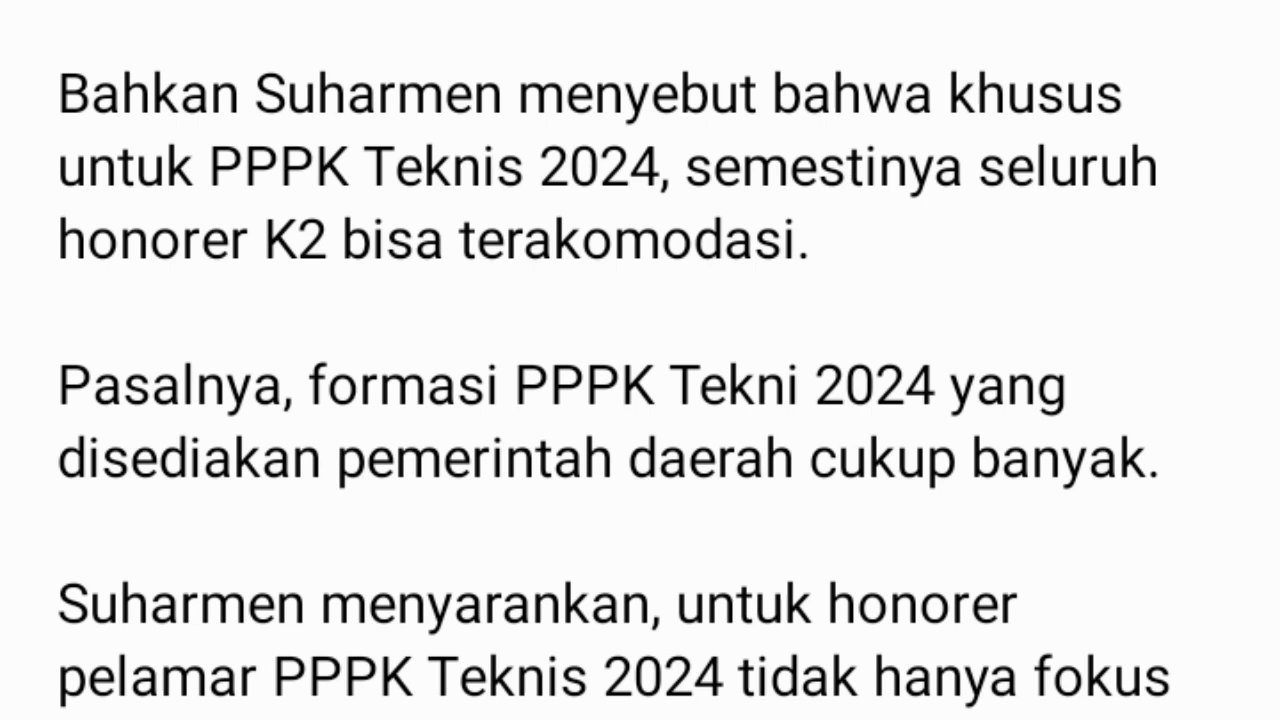 Bahkan Suharmen menyebut bahwa khusus
untuk PPPK Teknis 2024, semestinya seluruh
honorer K2 bisa terakomodasi.
Pasalnya, formasi PPPK Tekni 2024 yang
disediakan pemerintah daerah cukup banyak.
Suharmen menyarankan, untuk honorer
pelamar PPPK Teknis 2024 tidak hanya fokus